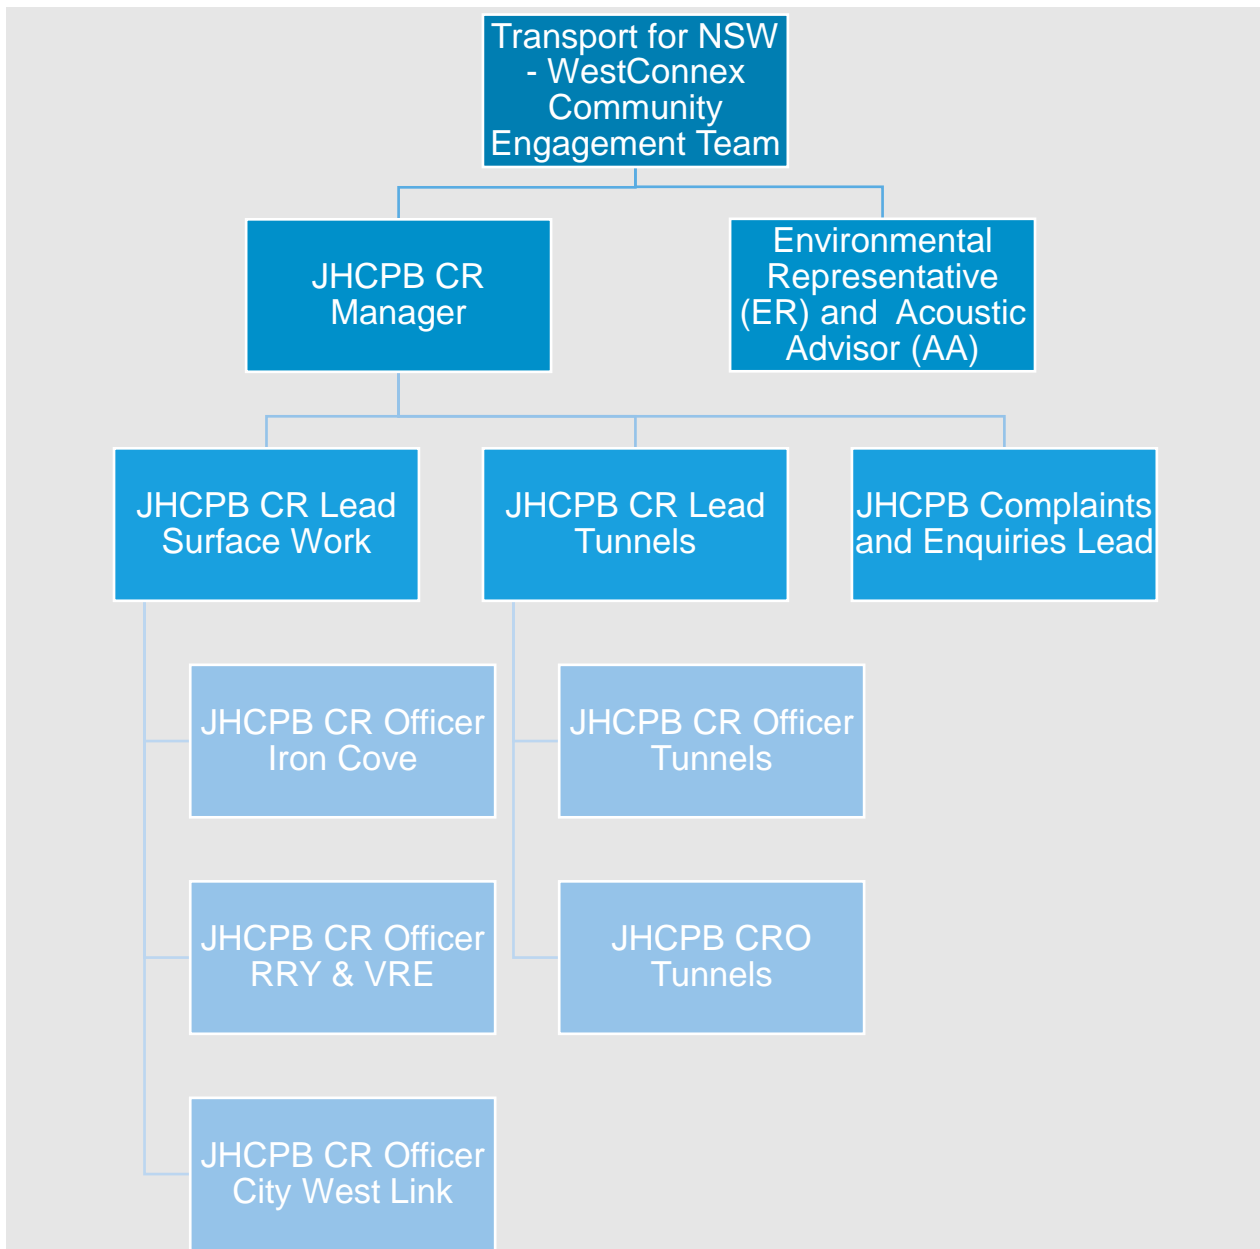 Transport for NSW
- WestConnex
Community
Engagement Team
JHCPB CR
Manager
Environmental
Representative
(ER) and  Acoustic
Advisor (AA)
JHCPB CR Lead
Surface Work
JHCPB CR Lead
Tunnels
JHCPB Complaints
and Enquiries Lead
JHCPB CR Officer
Iron Cove
JHCPB CR Officer
Tunnels
JHCPB CR Officer
RRY & VRE
JHCPB CRO
Tunnels
JHCPB CR Officer
City West Link